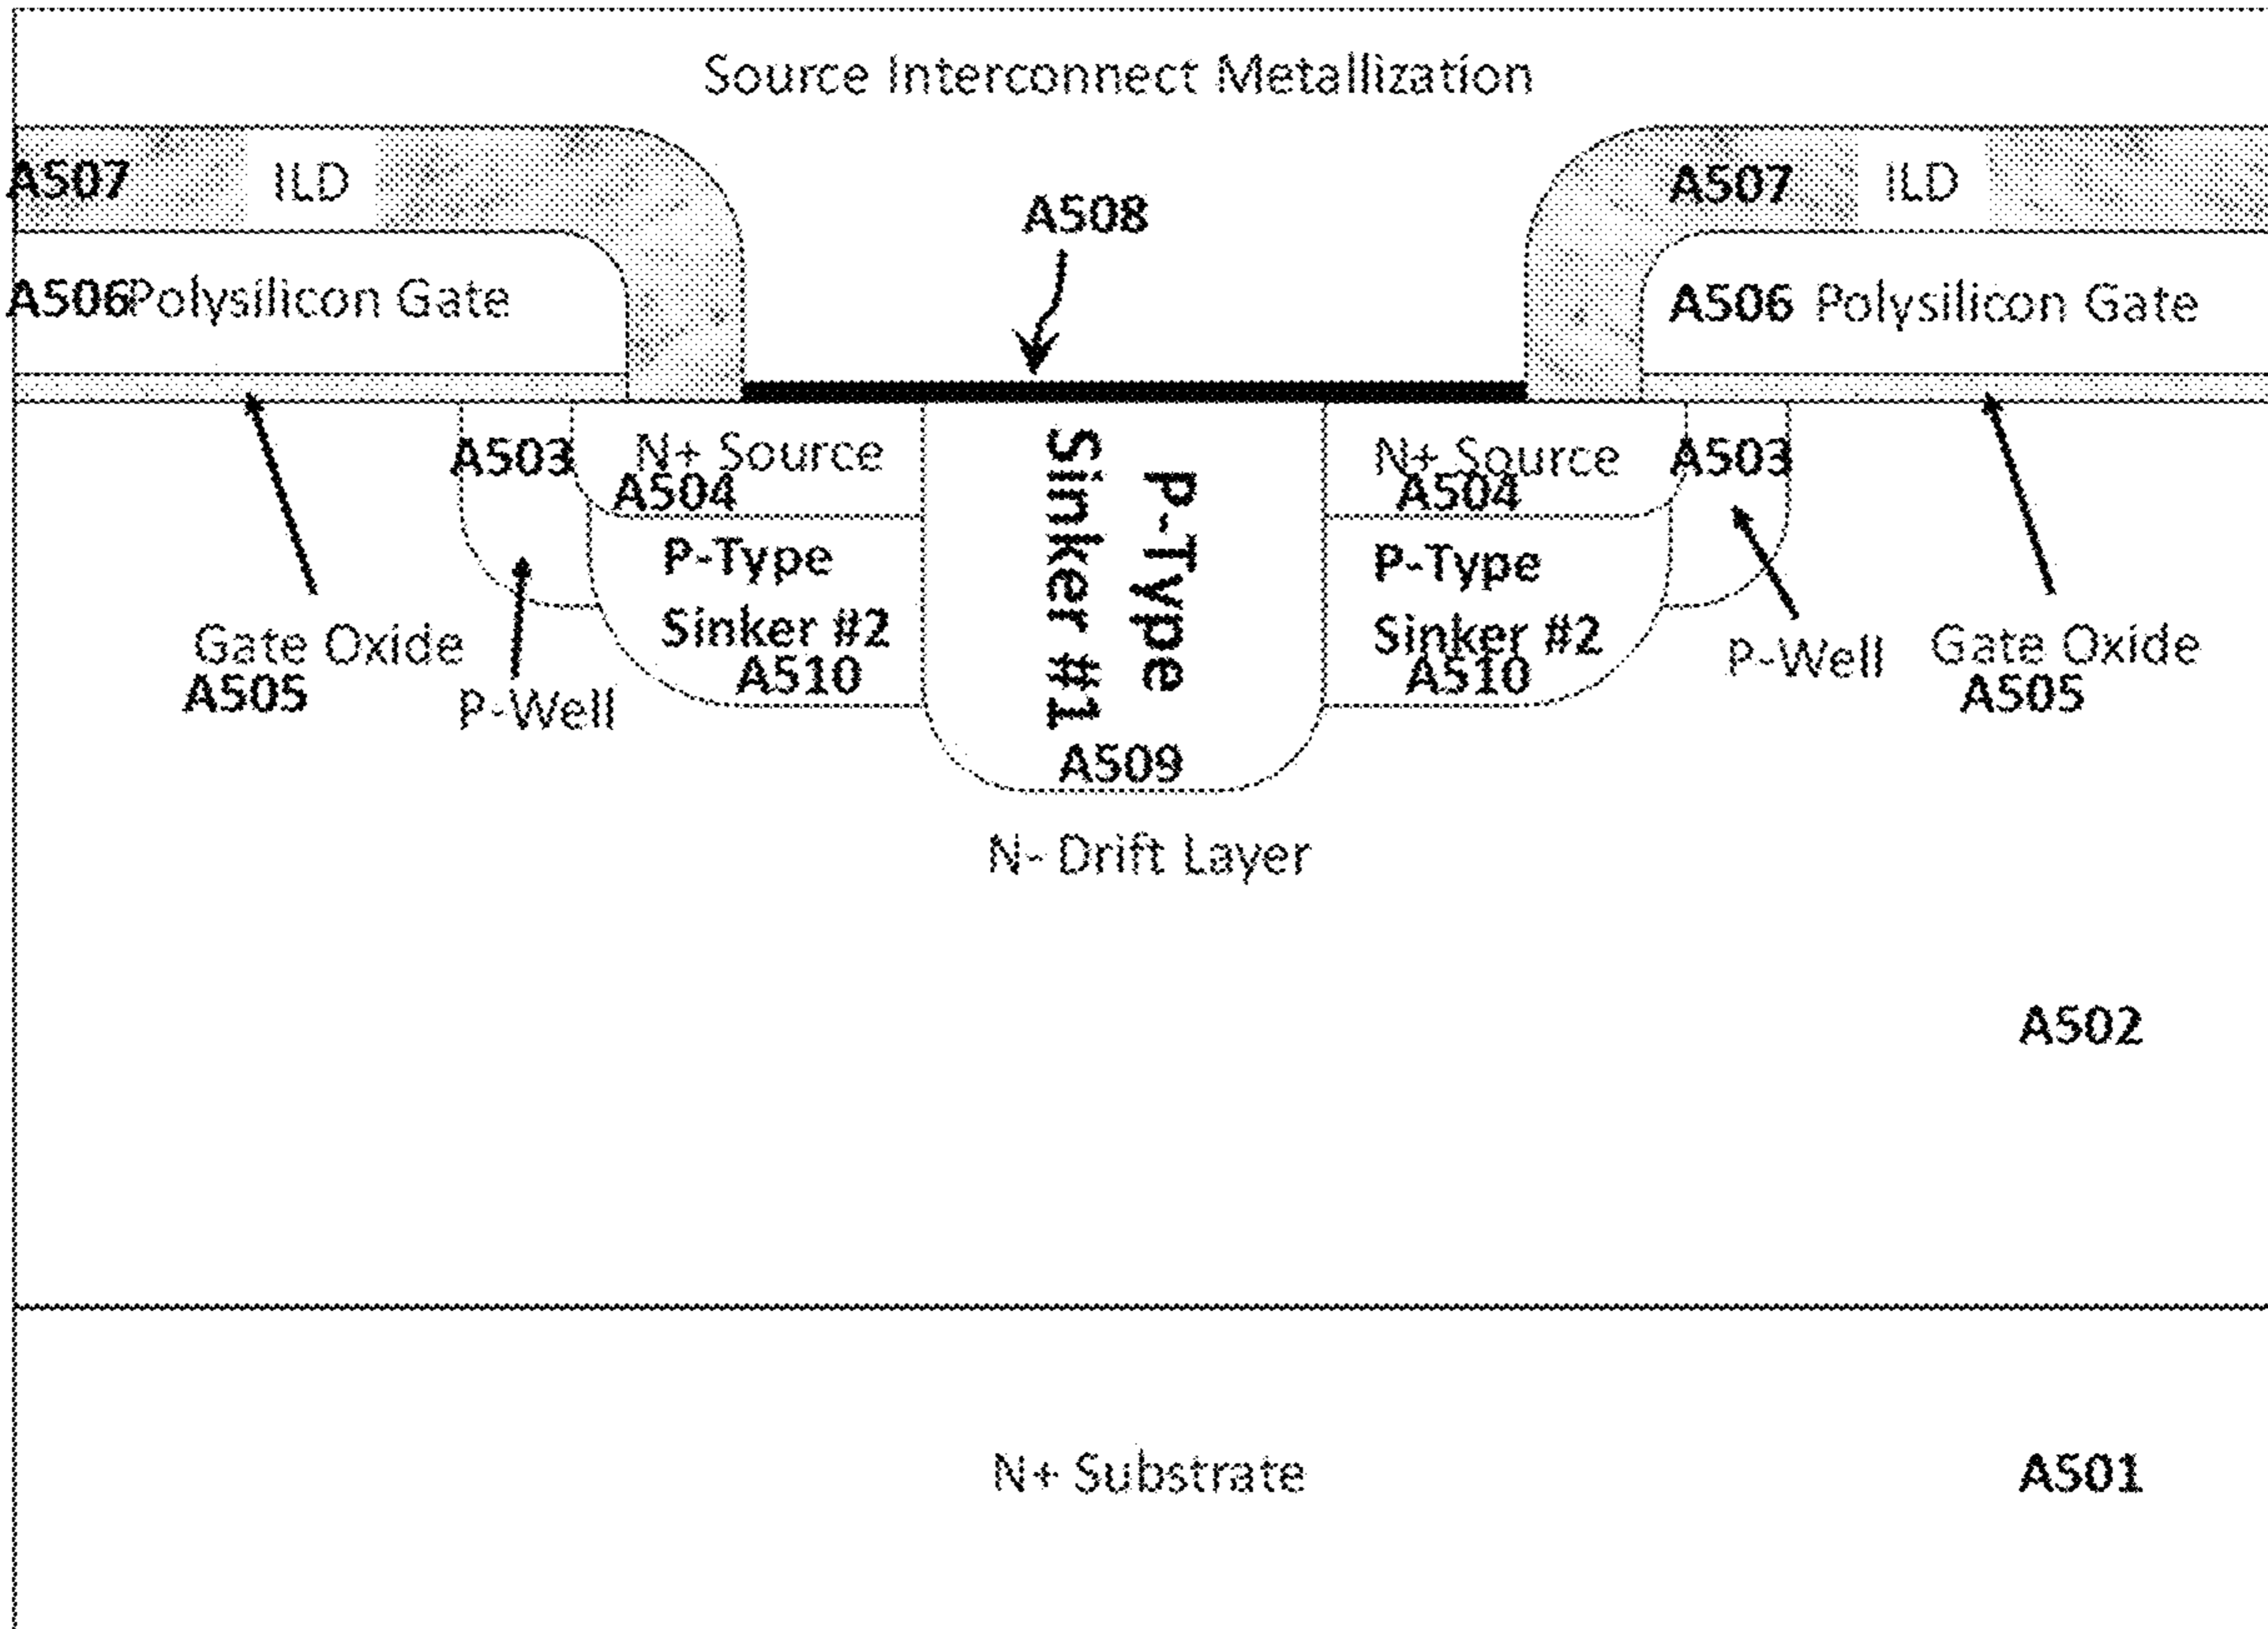 Source Interconnect Metallization
A507 ILD
A507 ILD
A508
A506 Polysilicon Gate
A506 Polysilicon Gate
A503
N+ Source
A504
P-Type
Sinker #1
A509
N+ Source
A504
A503
P-Type
Sinker #2
A510
P-Type
Sinker #2
A510
Gate Oxide
A505
P-Well
P-Well
Gate Oxide
A505
N- Drift Layer
A502
N+ Substrate
A501